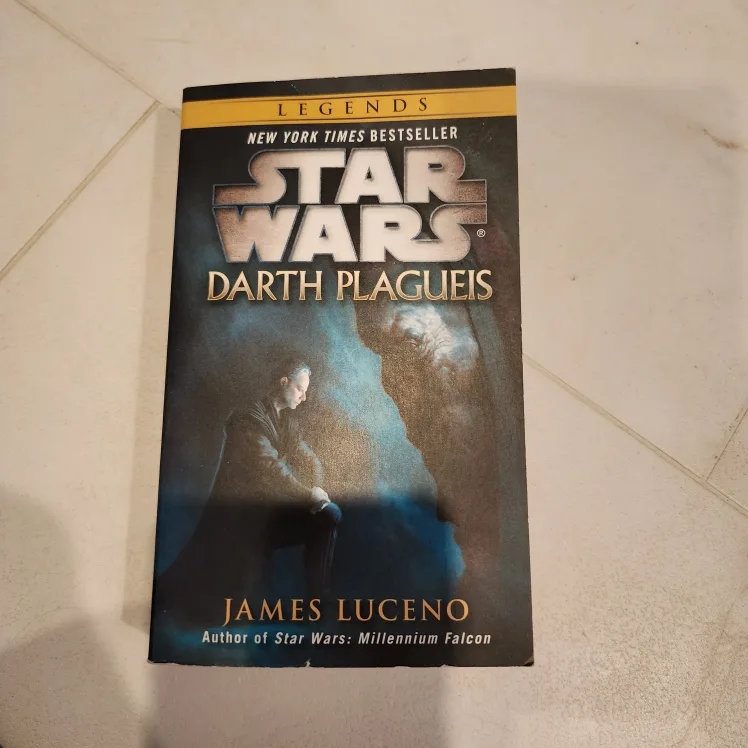 LEGENDS
NEW YORK TIMES BESTSELLER
STAR
WARS®
DARTH PLAGUEIS
JAMES LUCENO
Author of Star Wars: Millennium Falcon